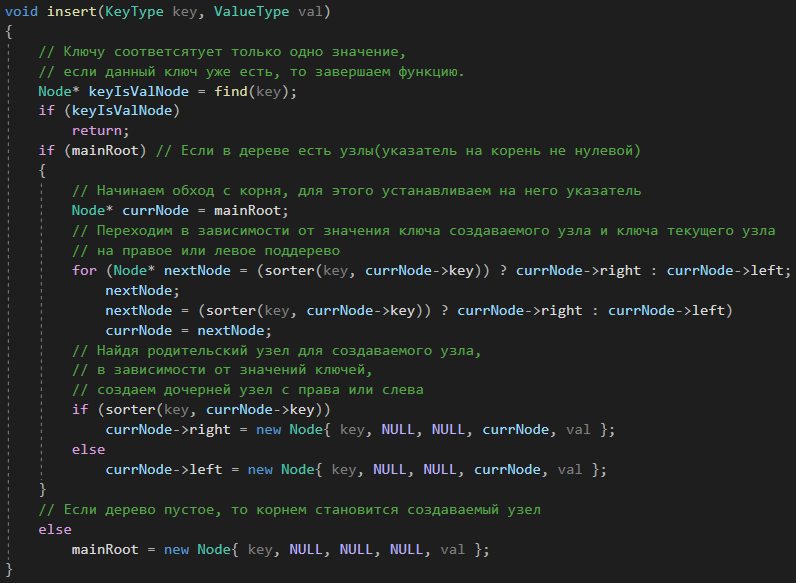 void insert(KeyType key, ValueType val)
{
// Ключу соответсятует только одно значение,
// если данный ключ уже есть, то завершаем функцию.
Node* keyIsValNode = find(key);
if (keyIsValNode)
return;
if (mainRoot) // Если в дереве есть узлы(указатель на корень не нулевой)
{
// Начинаем обход с корня, для этого устанавливаем на него указатель
Node* currNode = mainRoot;
// Переходим в зависимости от значения ключа создаваемого узла и ключа текущего узла
// на правое или левое поддерево
for (Node* nextNode = (sorter(key, currNode->key)) ? currNode->right : currNode->left;
nextNode;
nextNode = (sorter(key, currNode->key)) ? currNode->right : currNode->left)
currNode = nextNode;
// Найдя родительский узел для создаваемого узла,
// в зависимости от значений ключей,
// создаем дочерней узел с права или слева
if (sorter(key, currNode->key))
currNode->right = new Node{ key, NULL, NULL, currNode, val };
else
currNode->left = new Node{ key, NULL, NULL, currNode, val };
}
// Если дерево пустое, то корнем становится создаваемый узел
else
mainRoot = new Node{ key, NULL, NULL, NULL, val };
}